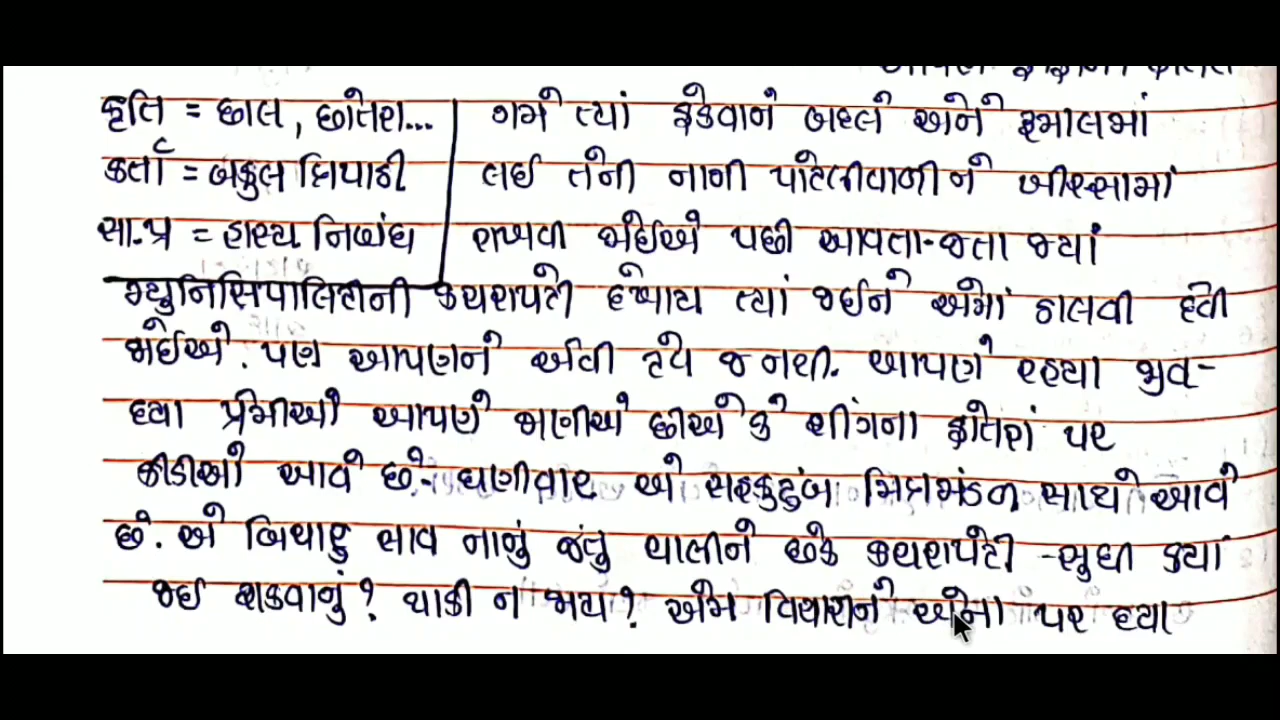 કૃતિ = છાલ, છોતરા... ગમે ત્યાં ફેંકવાને બદલે એને રૂમાલમાં
કર્તા = બકુલ ત્રિપાઠી લઈ તેની નાની પોટલીવાળીને ખીસ્સામાં
સા.પ્ર = હાસ્ય નિબંધ રાખવી જોઈએ પછી આવતા-જતા જ્યાં
મ્યુનિસિપાલિટીની કચરાપેટી દેખાય ત્યાં જઈને એમાં ઠાલવી દેવી
જોઈએ. પણ આપણને એવી ટેવ જ નથી. આપણે રહ્યા જીવ-
દયા પ્રેમીઓ આપણે જાણીએ છીએ કે શીંગના ફોતરાં પર
કીડીઓ આવે છે.- ઘણીવાર એ સહકુટુંબ મિત્રમંડળ સાથે આવે
છે. એ બિચારુ સાવ નાનું જંતુ ચાલીને છેક કચરાપેટી -સુધી ક્યાં
જઈ શકવાનું? થાકી ન જાય? એમ વિચારીને એના પર દયા